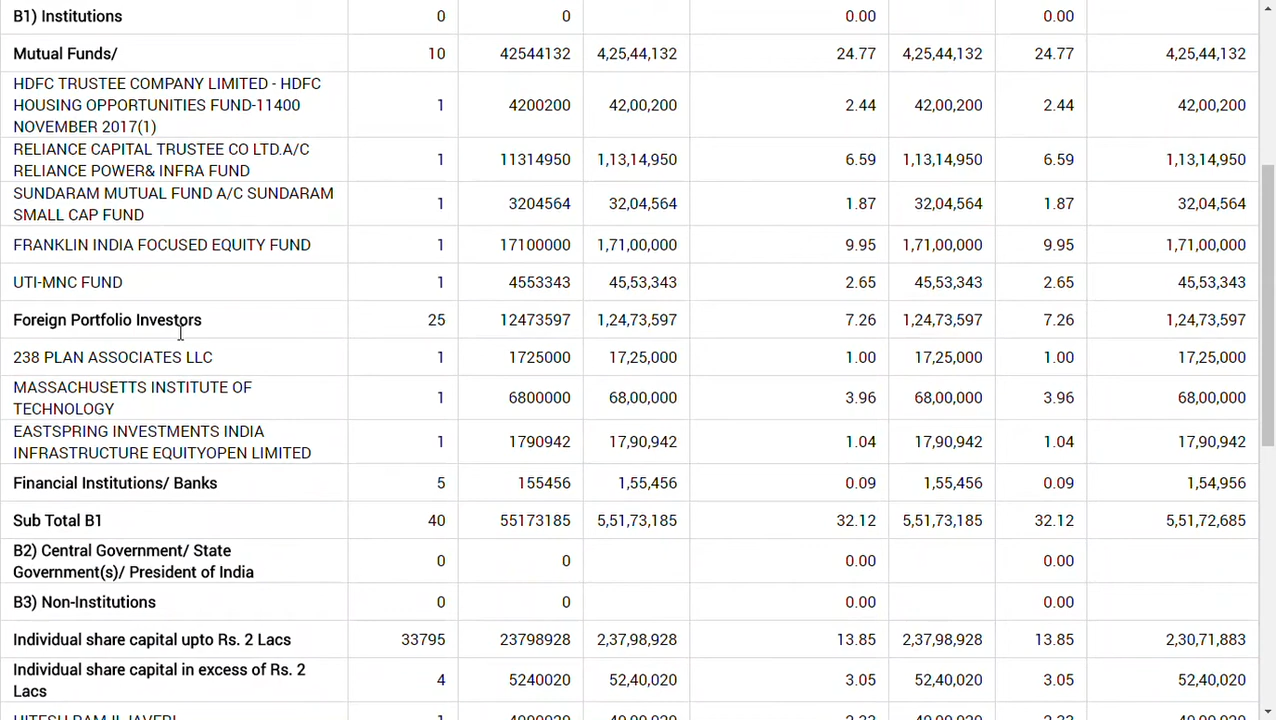 B1) Institutions 0 0 0.00 0.00
Mutual Funds/ 10 42544132 4,25,44,132 24.77 4,25,44,132 24.77 4,25,44,132
HDFC TRUSTEE COMPANY LIMITED - HDFC
HOUSING OPPORTUNITIES FUND-11400 1 4200200 42,00,200 2.44 42,00,200 2.44 42,00,200
NOVEMBER 2017(1)
RELIANCE CAPITAL TRUSTEE CO LTD.A/C
RELIANCE POWER& INFRA FUND 1 11314950 1,13,14,950 6.59 1,13,14,950 6.59 1,13,14,950
SUNDARAM MUTUAL FUND A/C SUNDARAM
SMALL CAP FUND 1 3204564 32,04,564 1.87 32,04,564 1.87 32,04,564
FRANKLIN INDIA FOCUSED EQUITY FUND 1 17100000 1,71,00,000 9.95 1,71,00,000 9.95 1,71,00,000
UTI-MNC FUND 1 4553343 45,53,343 2.65 45,53,343 2.65 45,53,343
Foreign Portfolio Investors 25 12473597 1,24,73,597 7.26 1,24,73,597 7.26 1,24,73,597
238 PLAN ASSOCIATES LLC 1 1725000 17,25,000 1.00 17,25,000 1.00 17,25,000
MASSACHUSETTS INSTITUTE OF
TECHNOLOGY 1 6800000 68,00,000 3.96 68,00,000 3.96 68,00,000
EASTSPRING INVESTMENTS INDIA
INFRASTRUCTURE EQUITYOPEN LIMITED 1 1790942 17,90,942 1.04 17,90,942 1.04 17,90,942
Financial Institutions/ Banks 5 155456 1,55,456 0.09 1,55,456 0.09 1,54,956
Sub Total B1 40 55173185 5,51,73,185 32.12 5,51,73,185 32.12 5,51,72,685
B2) Central Government/ State
Government(s)/ President of India 0 0 0.00 0.00
B3) Non-Institutions 0 0 0.00 0.00
Individual share capital upto Rs. 2 Lacs 33795 23798928 2,37,98,928 13.85 2,37,98,928 13.85 2,30,71,883
Individual share capital in excess of Rs. 2
Lacs 4 5240020 52,40,020 3.05 52,40,020 3.05 52,40,020
HITESH RAMJI JAVERI 1